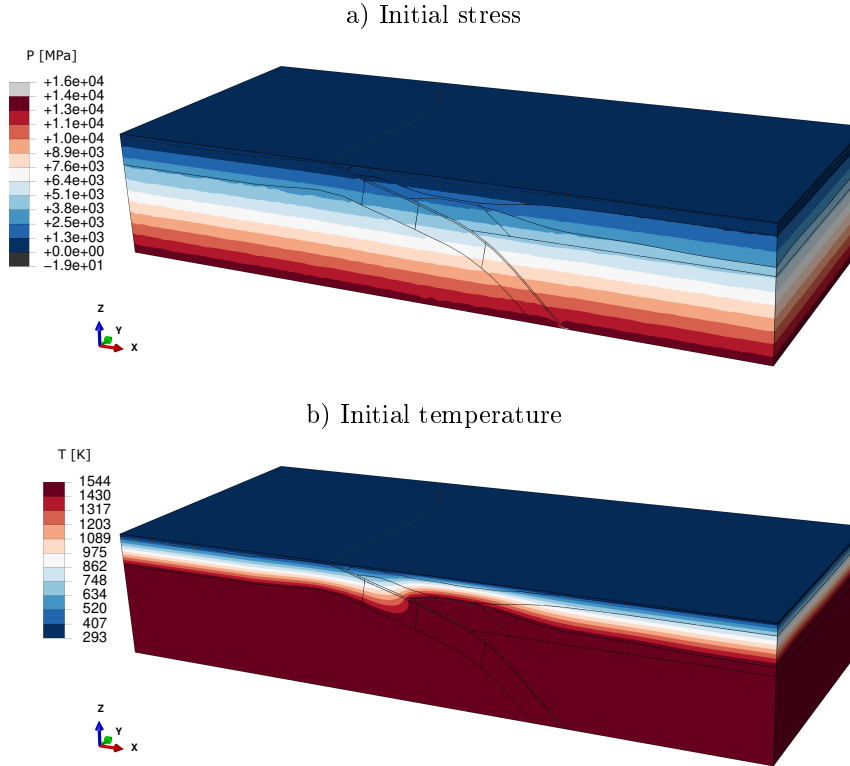 a) Initial stress
P [MPa]
+1.6e+04
+1.4e+04
+1.3e+04
+1.1e+04
+1.0e+04
+8.9e+03
+7.6e+03
+6.4e+03
+5.1e+03
+3.8e+03
+2.5e+03
+1.3e+03
+0.0e+00
−1.9e+01
Z
Y
X
b) Initial temperature
T [K]
1544
1430
1317
1203
1089
975
862
748
634
520
407
293
Z
Y
X